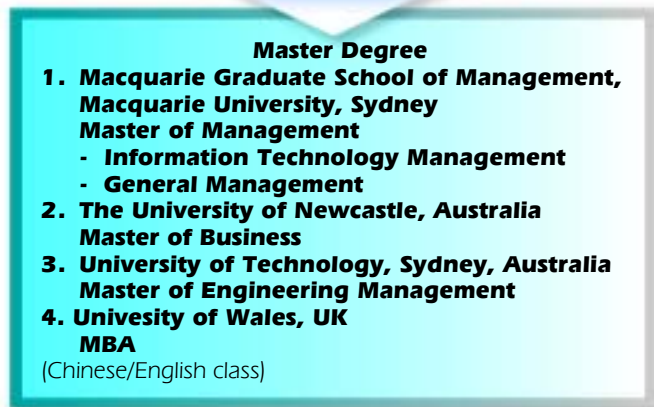 Master Degree
1. Macquarie Graduate School of Management,
Macquarie University, Sydney
Master of Management
- Information Technology Management
- General Management
2. The University of Newcastle, Australia
Master of Business
3. University of Technology, Sydney, Australia
Master of Engineering Management
4. Univesity of Wales, UK
MBA
(Chinese/English class)